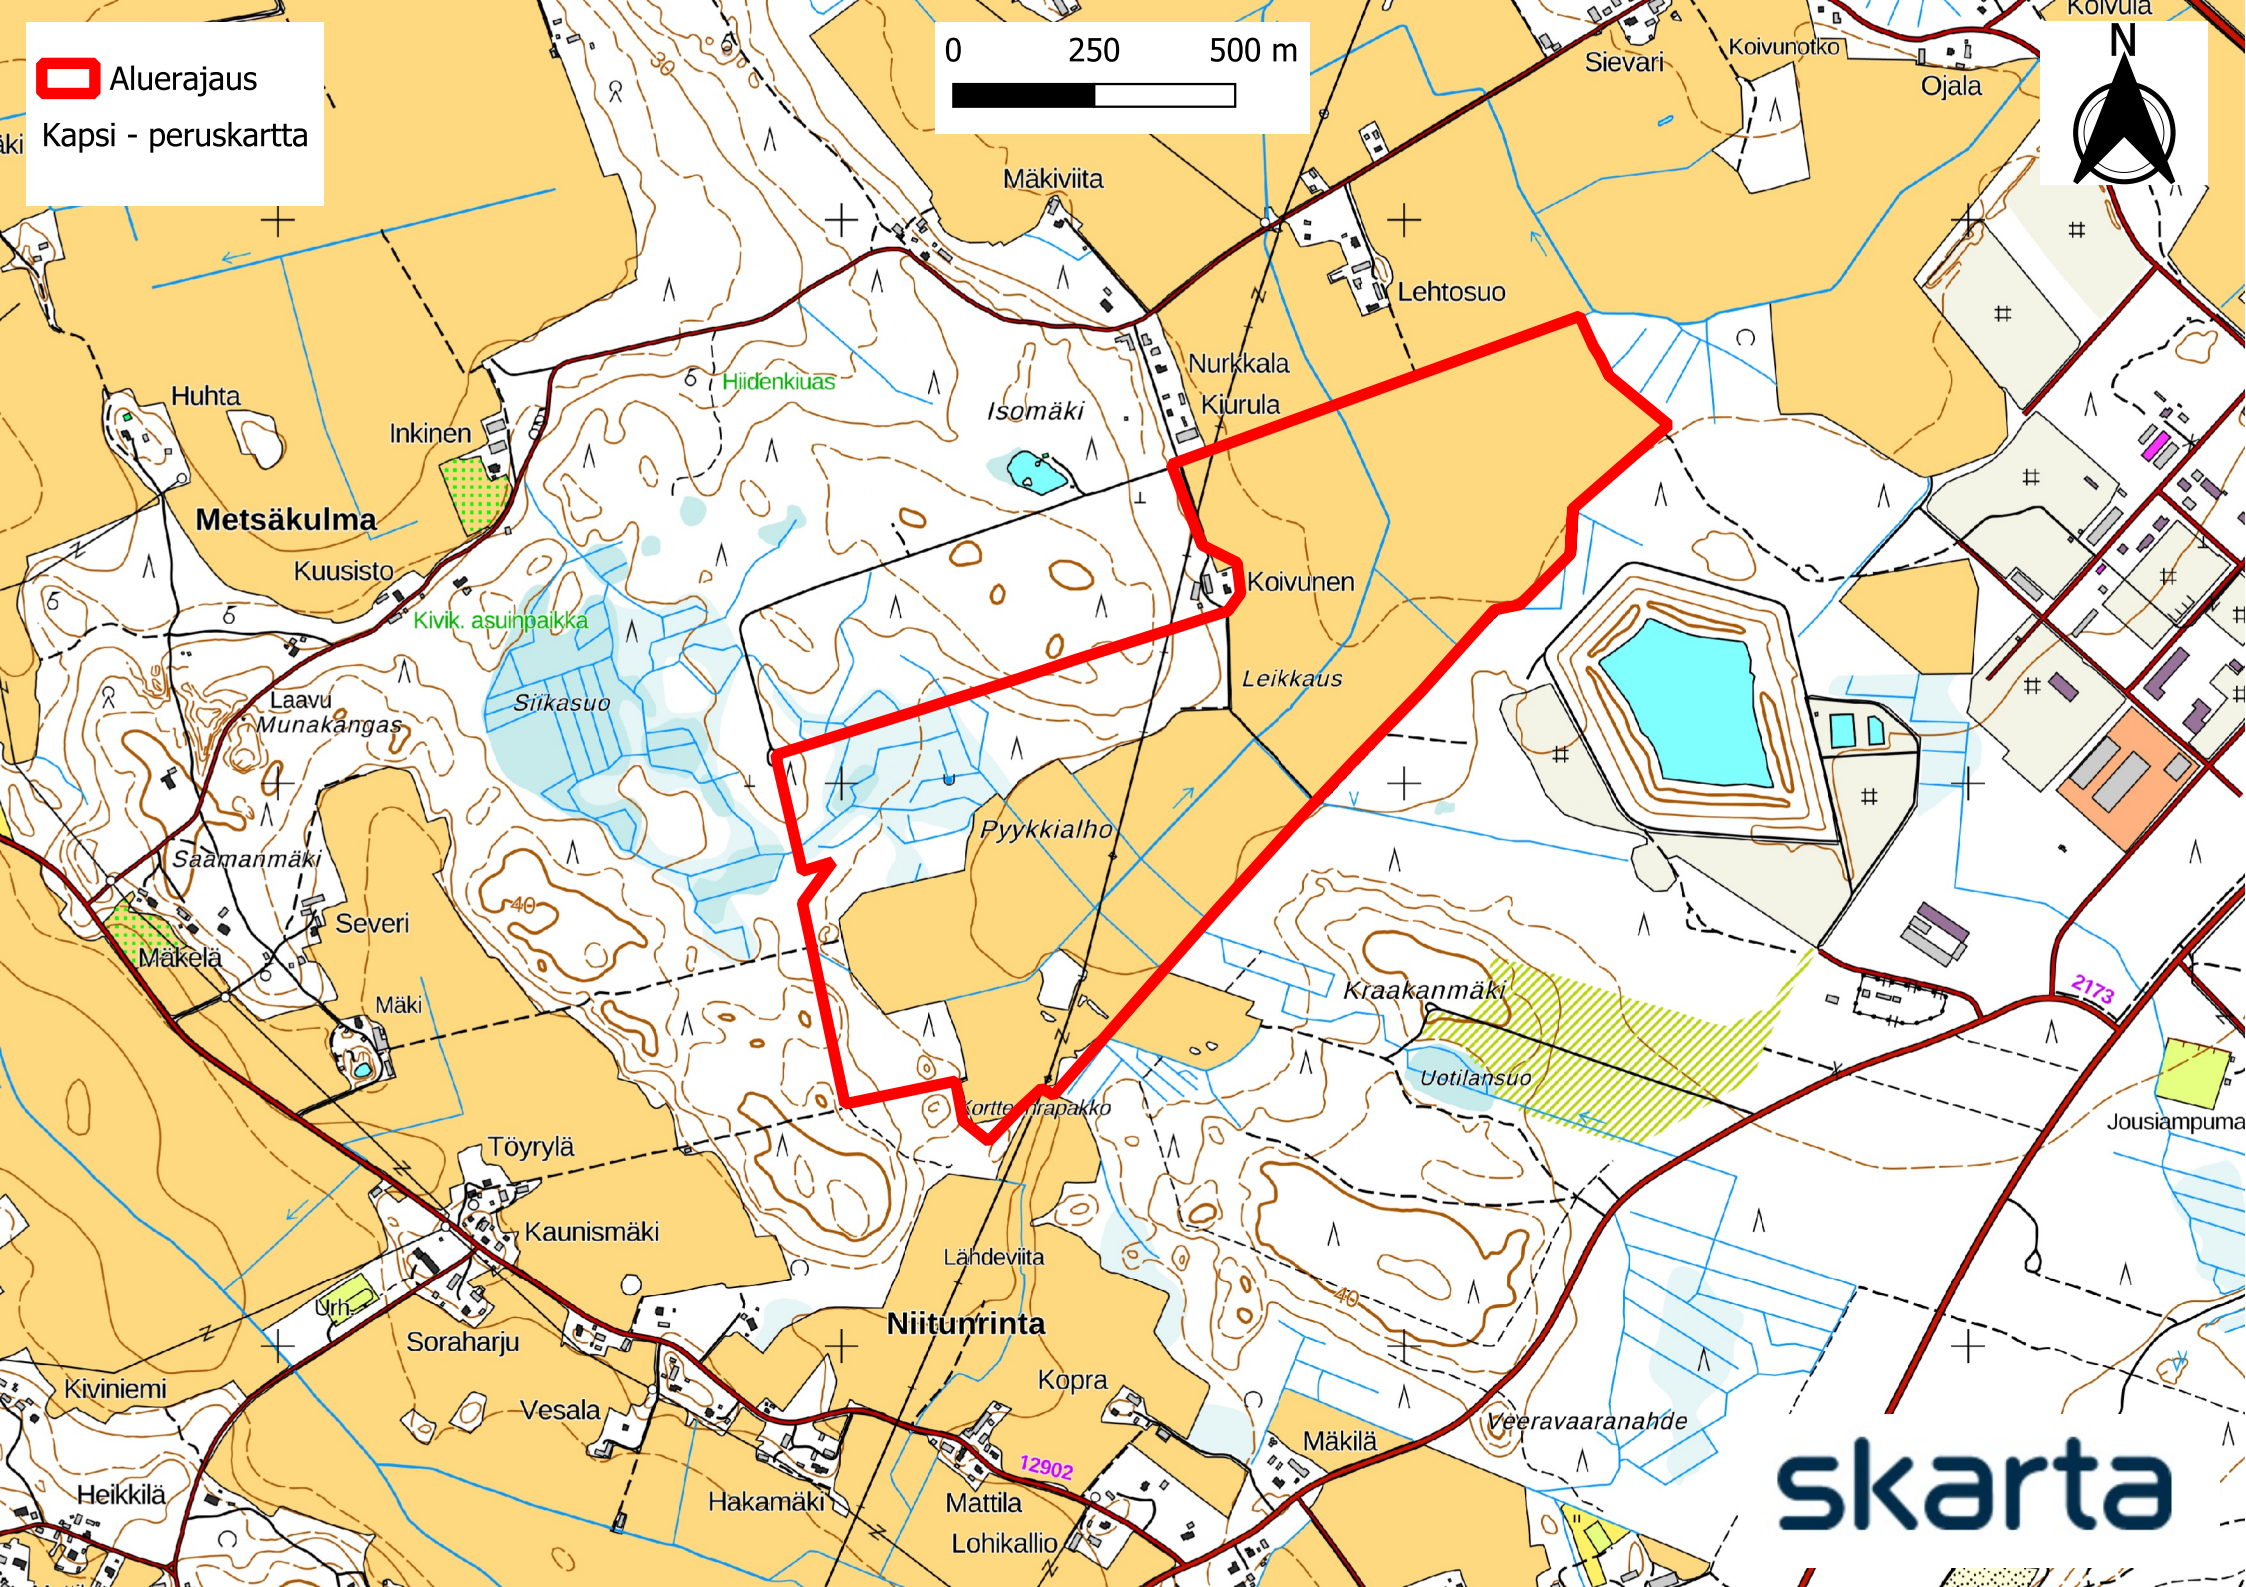 Koivula
0 250 500 m
N
Aluerajaus
Kapsi - peruskartta
30
Sievari
Koivunotko
Ojala
Mäkiviita
Lehtosuo
Nurkkala
Kiurula
Hiidenkiuas
Isomäki
Huhta
Inkinen
Metsäkulma
Kuusisto
Kivik. asuinpaikka
Koivunen
Leikkaus
Siikasuo
Laavu
Munakangas
Pyykkialho
Saamanmäki
40
Severi
Mäkelä
Mäki
Kraakanmäki
2173
Uotilansuo
Jousiampuma
Töyrylä
Kaunismäki
Lähdeviita
Urh.
Soraharju
Niitunrinta
40
Kiviniemi
Vesala
Kopra
Veeravaaranahde
Mäkilä
12902
Heikkilä
Hakamäki
Mattila
Lohikallio
skarta